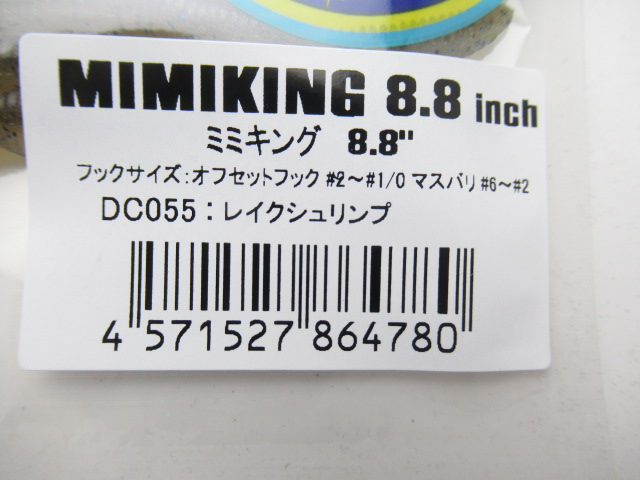 MIMIKING 8.8 inch
ミミキング 8.8"
フックサイズ:オフセットフック #2～#1/0 マスバリ #6～#2
DC055：レイクシュリンプ
4 571527 864780